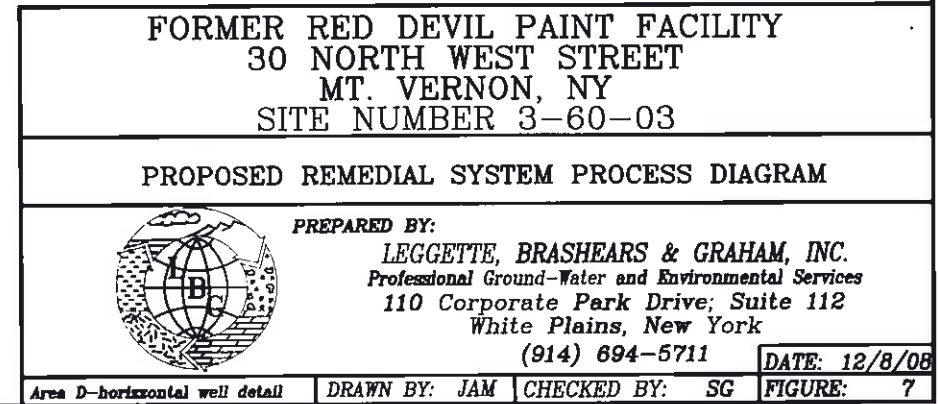 FORMER RED DEVIL PAINT FACILITY
30 NORTH WEST STREET
MT. VERNON, NY
SITE NUMBER 3-60-03
PROPOSED REMEDIAL SYSTEM PROCESS DIAGRAM
PREPARED BY:
LEGGETTE, BRASHEARS & GRAHAM, INC.
Professional Ground-Water and Environmental Services
110 Corporate Park Drive; Suite 112
White Plains, New York
(914) 694-5711
LBG
DATE: 12/8/08
Area D-horizxontal well detail
DRAWN BY: JAM
CHECKED BY: SG
FIGURE: 7